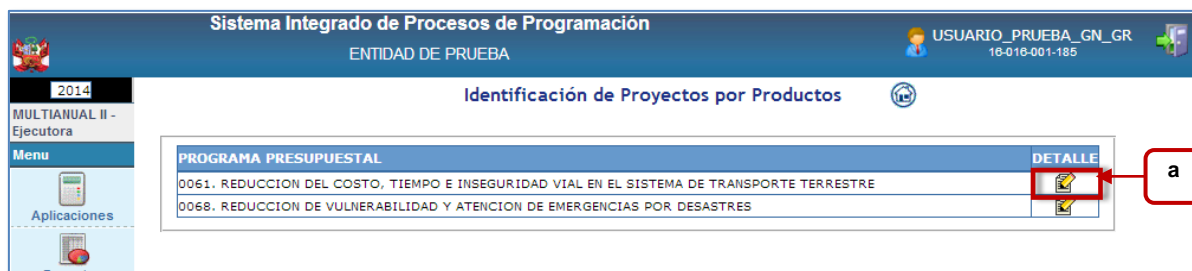 Sistema Integrado de Procesos de Programación
ENTIDAD DE PRUEBA
USUARIO_PRUEBA_GN_GR
16-016-001-185
2014
MULTIANUAL II -
Ejecutora
Menu
Aplicaciones
Identificación de Proyectos por Productos
PROGRAMA PRESUPUESTAL DETALLE
0061. REDUCCION DEL COSTO, TIEMPO E INSEGURIDAD VIAL EN EL SISTEMA DE TRANSPORTE TERRESTRE
0068. REDUCCION DE VULNERABILIDAD Y ATENCION DE EMERGENCIAS POR DESASTRES
a